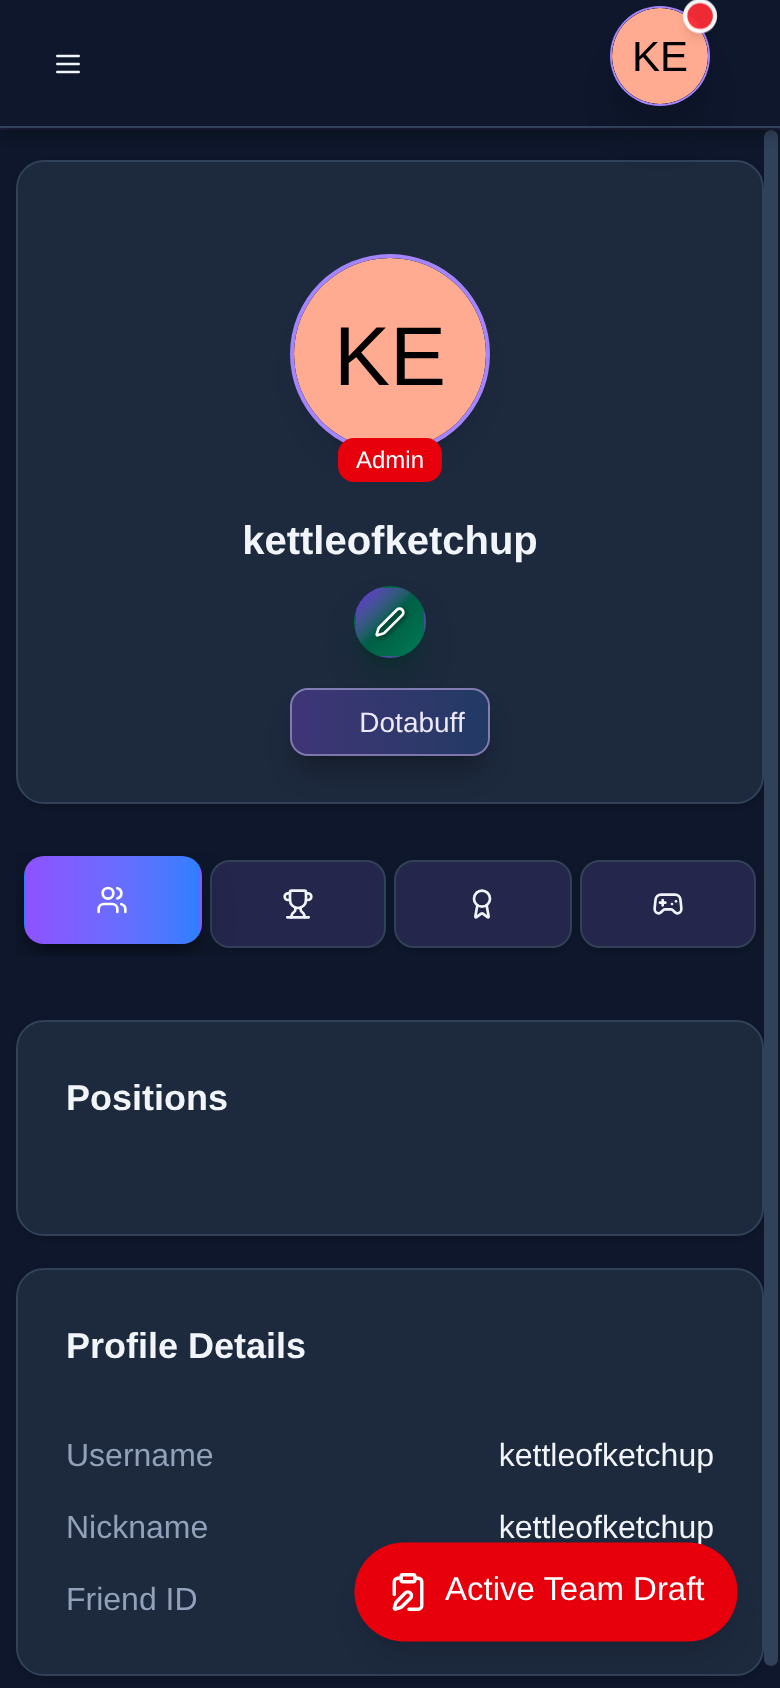 KE
KE
Admin
kettleofketchup
Dotabuff
Positions
Profile Details
Username kettleofketchup
Nickname kettleofketchup
Friend ID
Active Team Draft